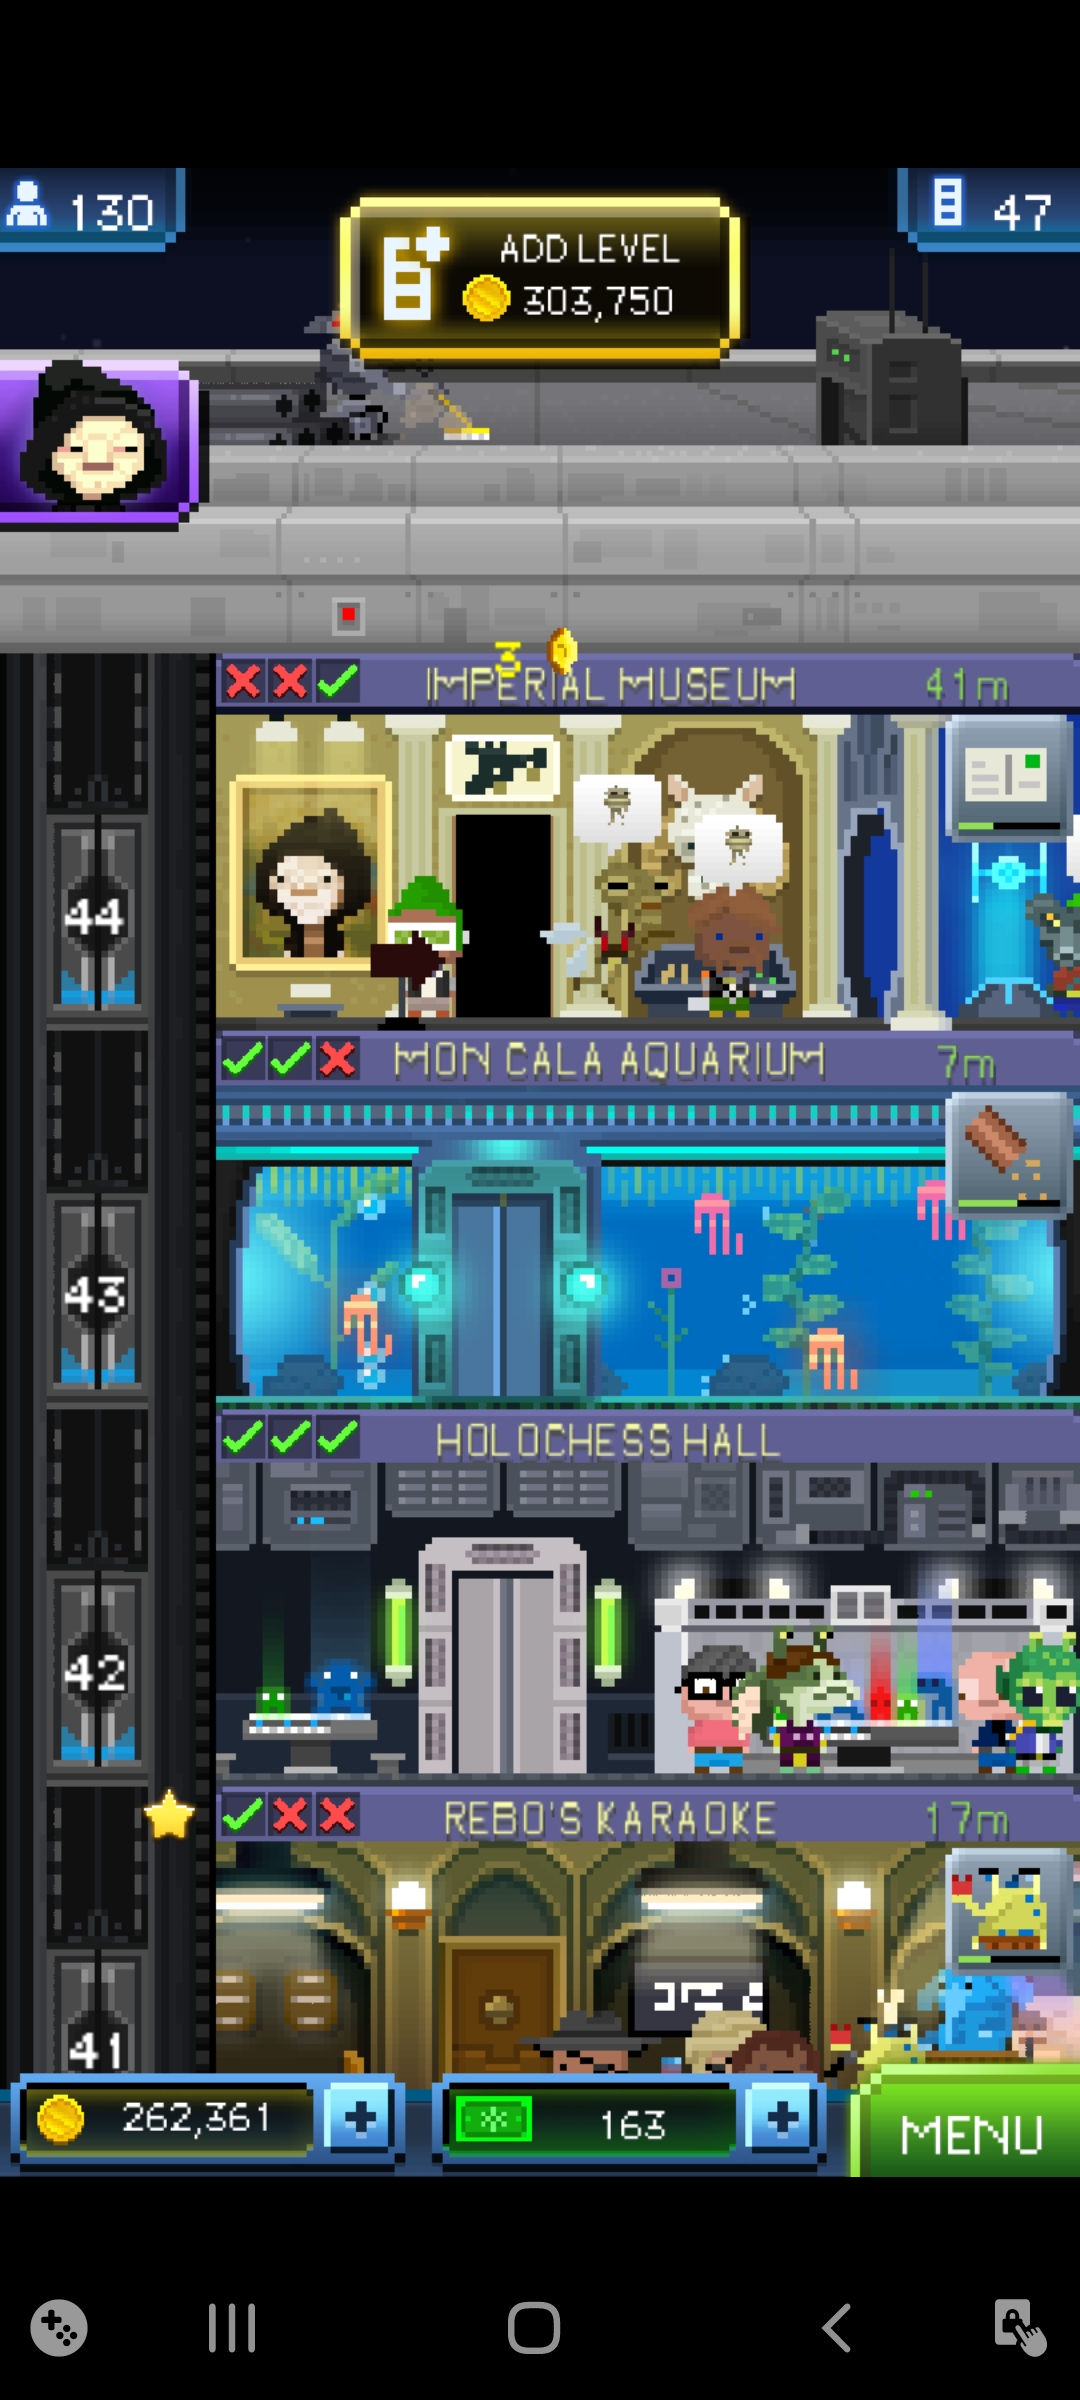 130
ADD LEVEL
303,750
47
3
IMPERIAL MUSEUM 41m
44
MON CALA AQUARIUM 7m
43
HOLOCHESS HALL
42
REBO'S KARAOKE 17m
41
262,361
163
MENU